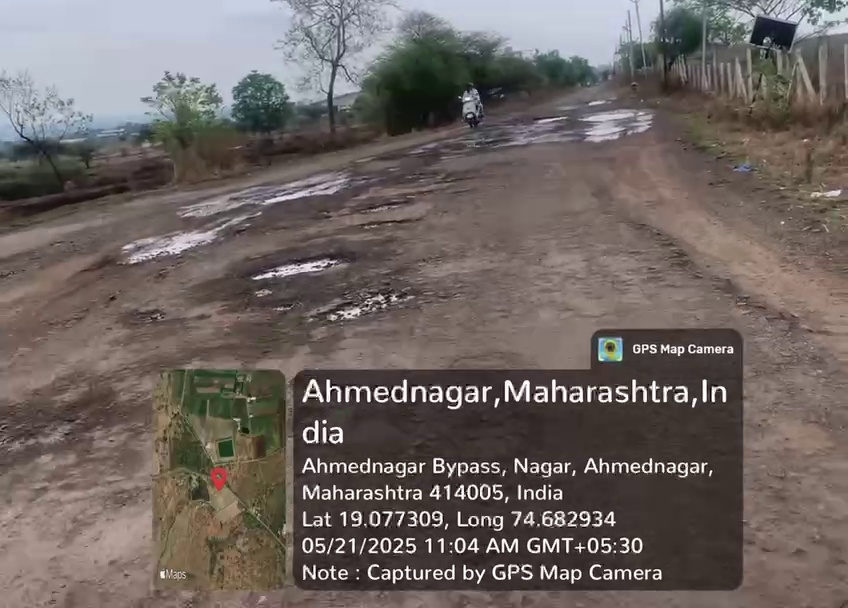 GPS Map Camera
Ahmednagar,Maharashtra,In
dia
Ahmednagar Bypass, Nagar, Ahmednagar,
Maharashtra 414005, India
Lat 19.077309, Long 74.682934
05/21/2025 11:04 AM GMT+05:30
Note : Captured by GPS Map Camera
Maps